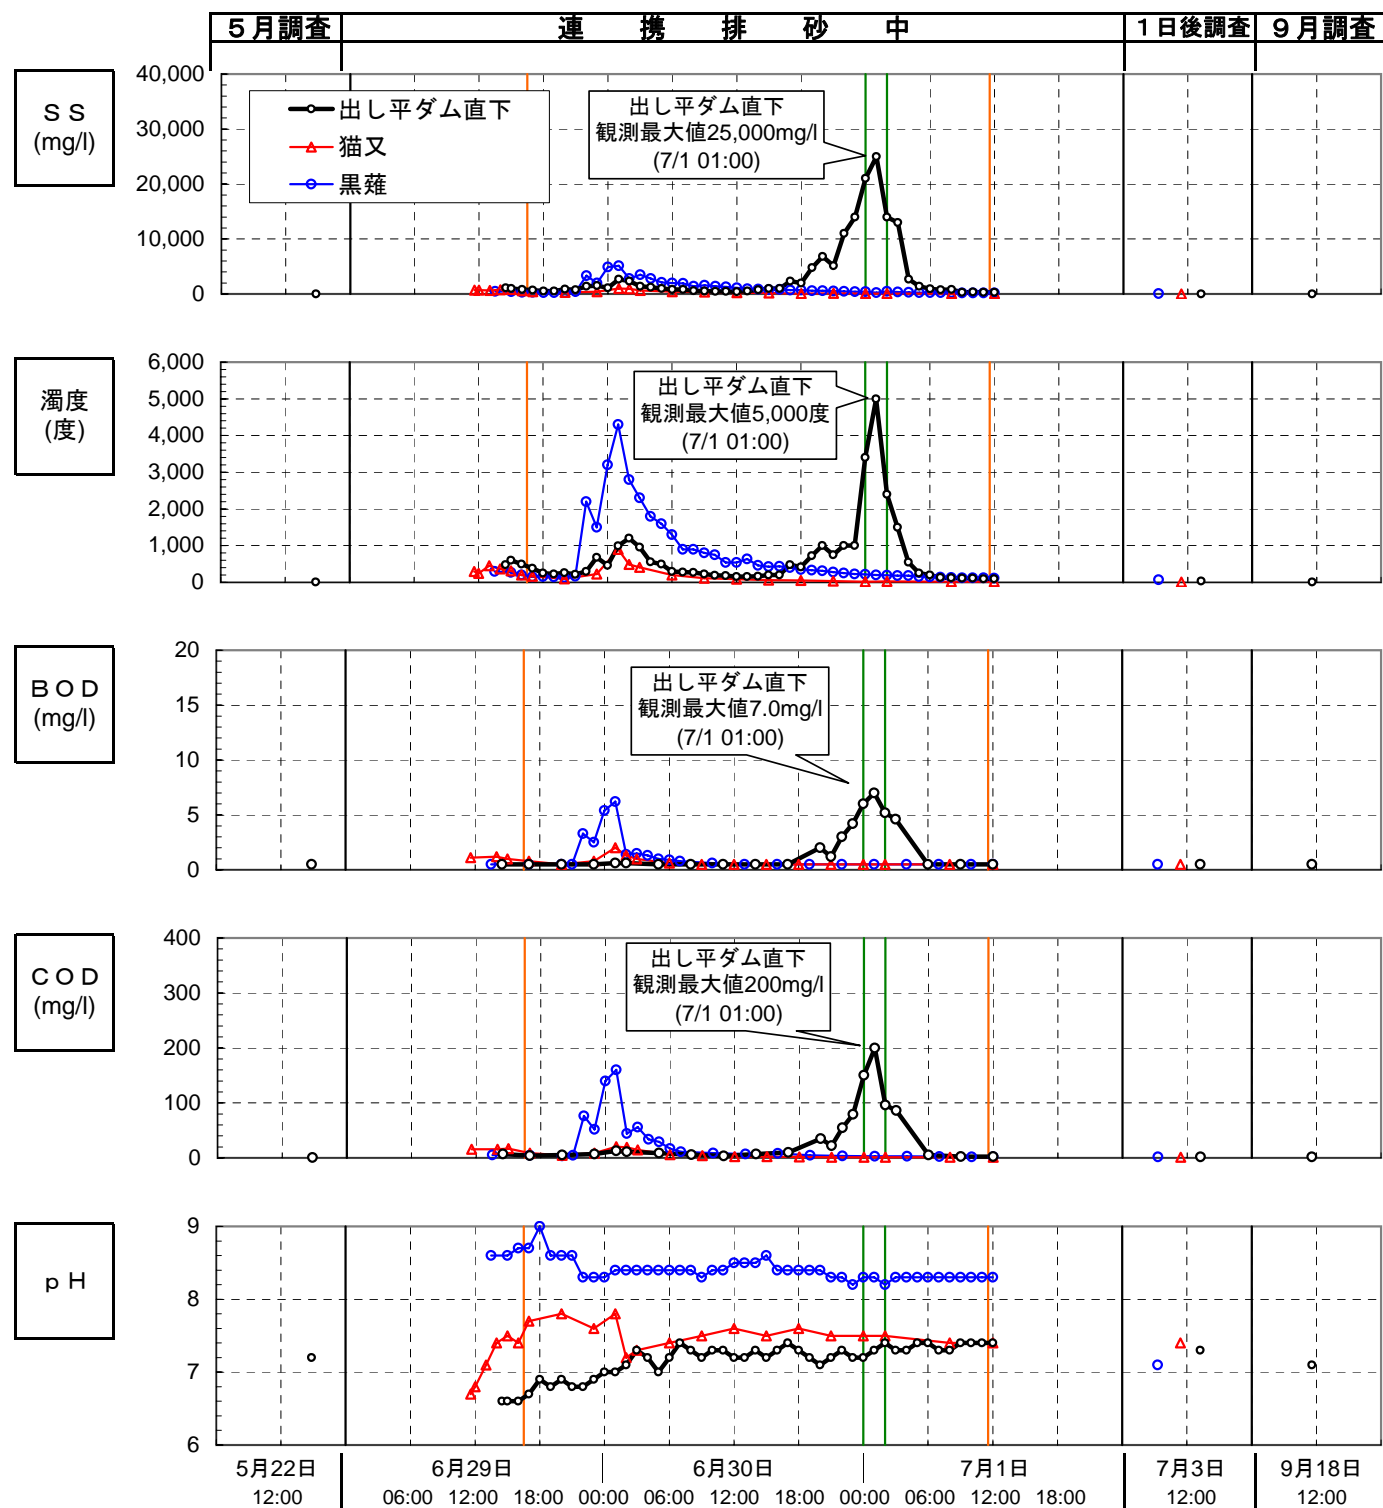 ５月調査 連携排砂中 １日後調査 ９月調査
ＳＳ
(mg/l)
40,000
30,000
20,000
10,000
0
出し平ダム直下
猫又
黒薙
出し平ダム直下
観測最大値25,000mg/l
(7/1 01:00)
濁度
(度)
6,000
5,000
4,000
3,000
2,000
1,000
0
出し平ダム直下
観測最大値5,000度
(7/1 01:00)
ＢＯＤ
(mg/l)
20
15
10
5
0
出し平ダム直下
観測最大値7.0mg/l
(7/1 01:00)
ＣＯＤ
(mg/l)
400
300
200
100
0
出し平ダム直下
観測最大値200mg/l
(7/1 01:00)
ｐＨ
9
8
7
6
5月22日 6月29日 6月30日 7月1日 7月3日 9月18日
12:00 06:00 12:00 18:00 00:00 06:00 12:00 18:00 00:00 06:00 12:00 18:00 12:00 12:00